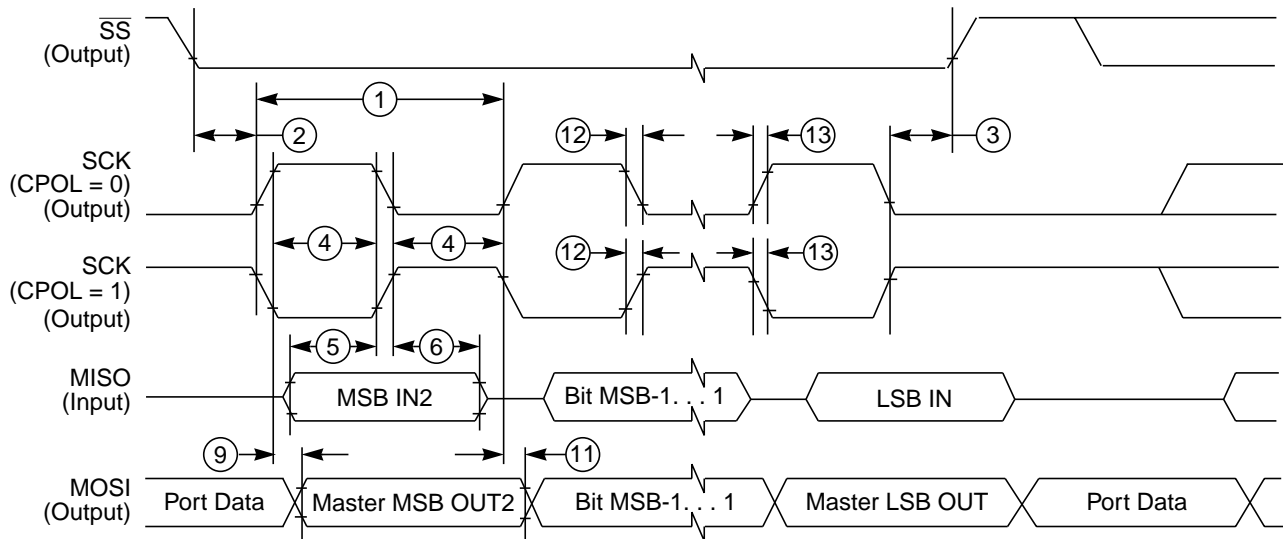 SS
(Output)
1
2
12
13
3
SCK
(CPOL = 0)
(Output)
4
4
SCK
(CPOL = 1)
(Output)
12
13
5
6
MISO
(Input)
MSB IN2
Bit MSB-1. . . 1
LSB IN
9
11
MOSI
(Output)
Port Data
Master MSB OUT2
Bit MSB-1. . . 1
Master LSB OUT
Port Data